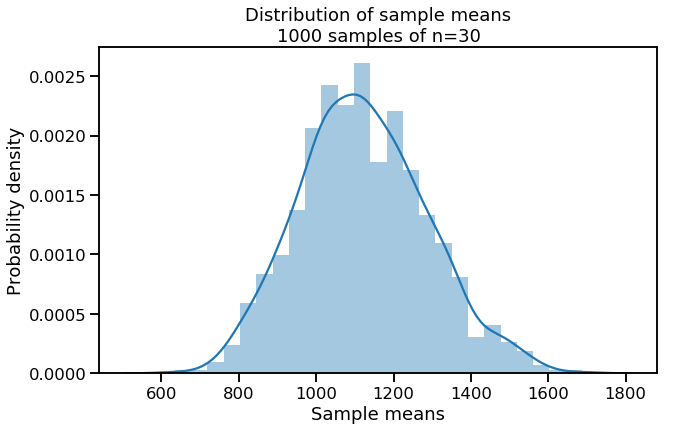 Distribution of sample means
1000 samples of n=30
Probability density
0.0025
0.0020
0.0015
0.0010
0.0005
0.0000
600 800 1000 1200 1400 1600 1800
Sample means